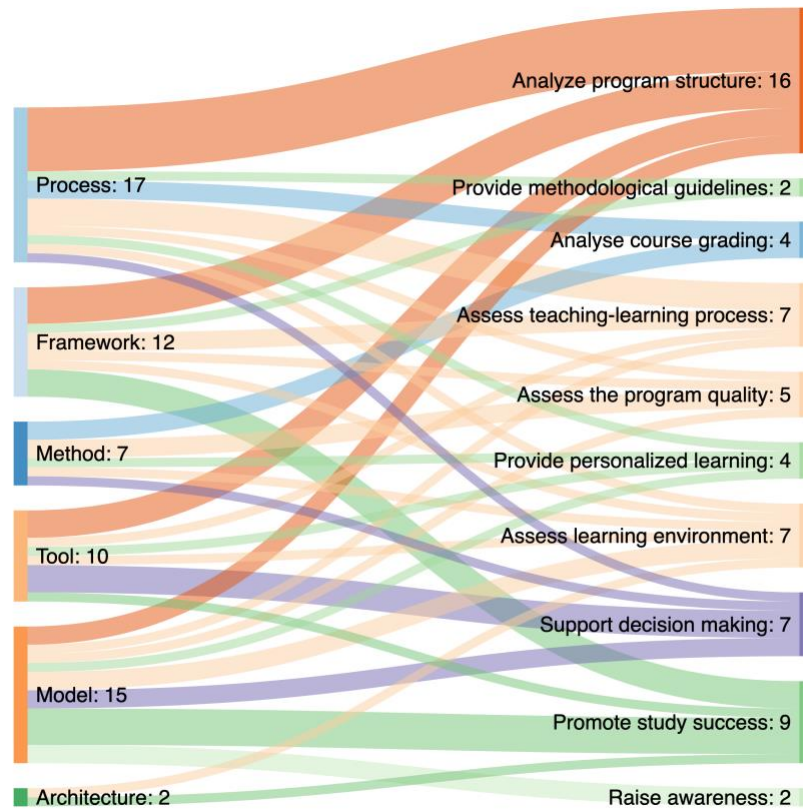 Analyze program structure: 16
Process: 17
Provide methodological guidelines: 2
Analyse course grading: 4
Framework: 12
Assess teaching-learning process: 7
Assess the program quality: 5
Method: 7
Provide personalized learning: 4
Assess learning environment: 7
Tool: 10
Support decision making: 7
Model: 15
Promote study success: 9
Architecture: 2
Raise awareness: 2